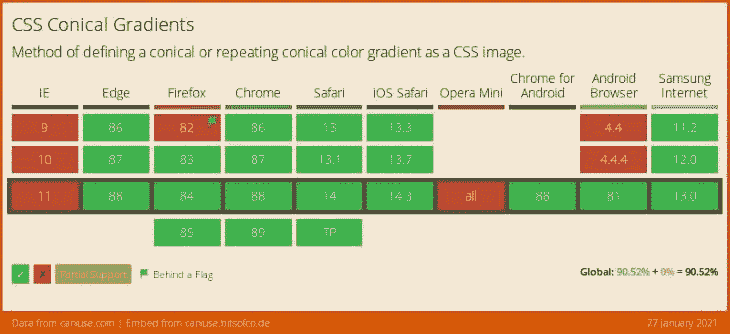 CSS Conical Gradients
Method of defining a conical or repeating conical color gradient as a CSS image.
IE Edge Firefox Chrome Safari iOS Safari Opera Mini Chrome for Android Android Browser Samsung Internet
9 86 82 86 13 13.3 4.4 11.2
10 87 83 87 13.1 13.7 4.4.4 12.0
11 88 84 88 14 14.3 all 88 81 13.0
85 89 TP
✓ ✗ Partial Support Behind a Flag Global: 90.52% + 0% = 90.52%
Data from caniuse.com | Embed from caniuse.bitsofco.de 27 January 2021